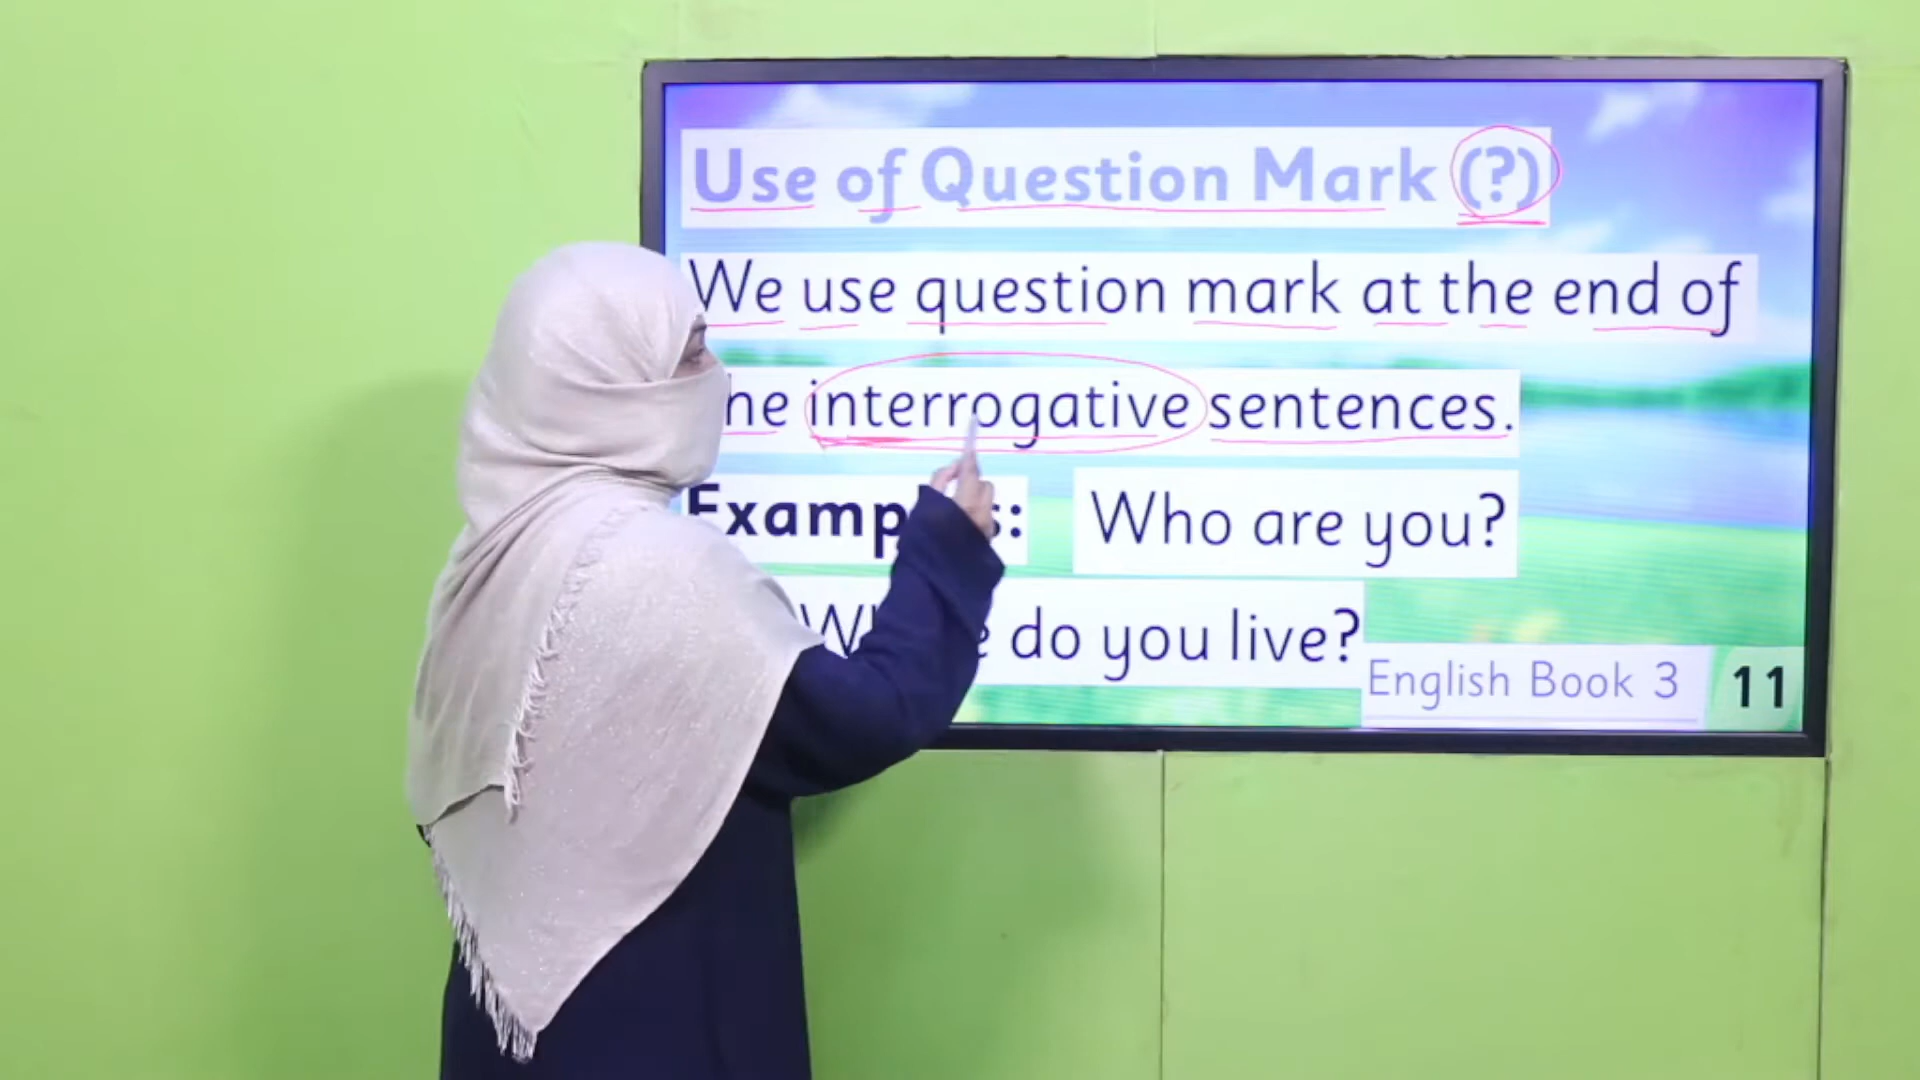 Use of Question Mark (?)
We use question mark at the end of
interrogative sentences.
Who are you?
do you live?
English Book 3
11